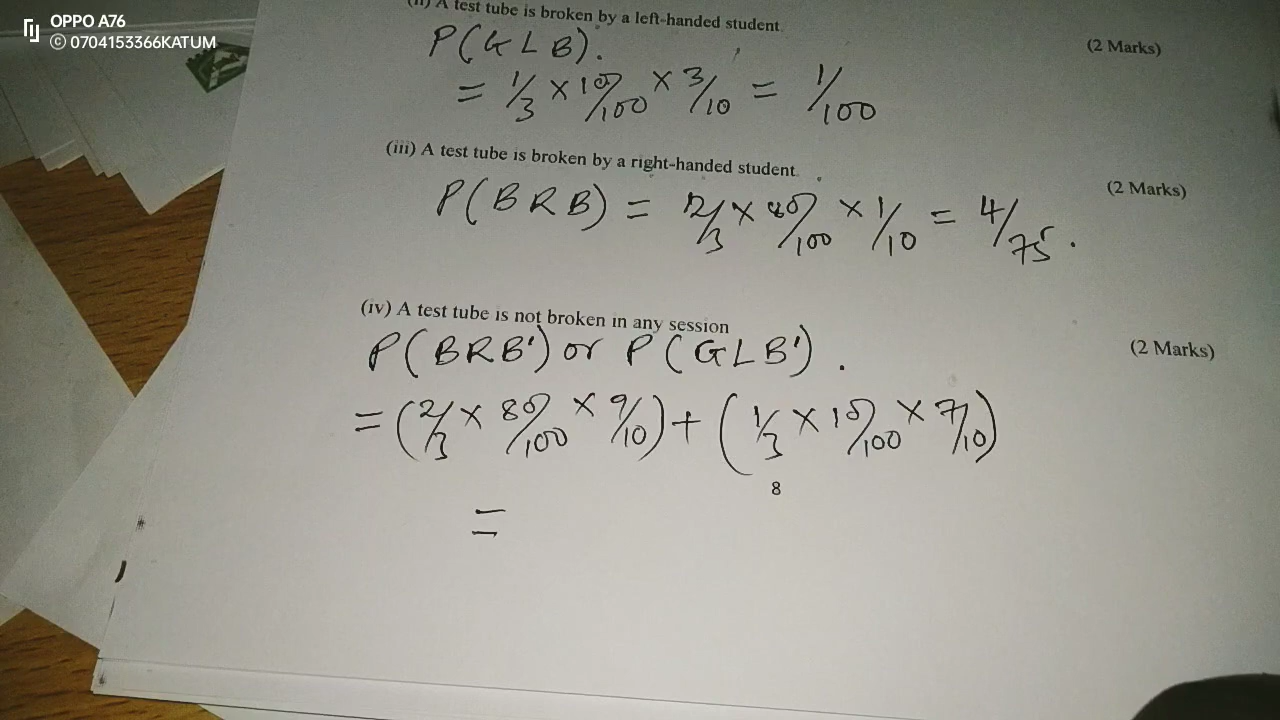 OPPO A76
© 0704153366KATUM
(ii) A test tube is broken by a left-handed student
(2 Marks)
P(GLB).
= 1/3 × 10/100 × 3/10 = 1/100
(iii) A test tube is broken by a right-handed student.
(2 Marks)
P(BRB) = 2/3 × 80/100 × 1/10 = 4/75.
(iv) A test tube is not broken in any session
(2 Marks)
P(BRB') or P(GLB').
= (2/3 × 80/100 × 9/10) + (1/3 × 10/100 × 7/10)
8
=